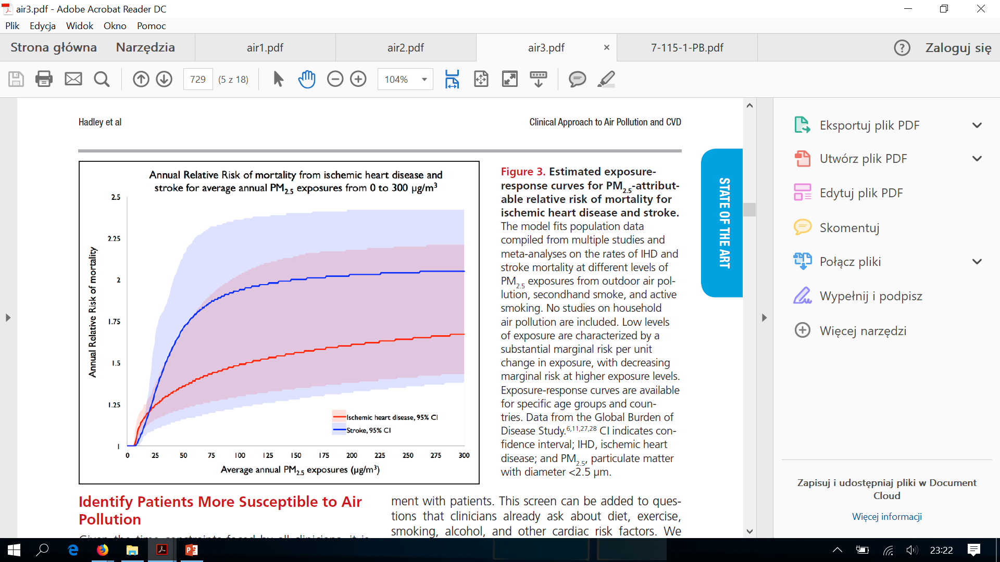 air3.pdf - Adobe Acrobat Reader DC
Plik Edycja Widok Okno Pomoc
Strona główna Narzędzia air1.pdf air2.pdf air3.pdf × 7-115-1-PB.pdf ? Zaloguj się
729 (5 z 18) 104%
Hadley et al
Clinical Approach to Air Pollution and CVD
STATE OF THE ART
Annual Relative Risk of mortality from ischemic heart disease and
stroke for average annual PM2.5 exposures from 0 to 300 µg/m³
Annual Relative Risk of mortality
2.5
2.25
2
1.75
1.5
1.25
1
0 25 50 75 100 125 150 175 200 225 250 275 300
Average annual PM2.5 exposures (µg/m³)
Ischemic heart disease, 95% CI
Stroke, 95% CI
Figure 3. Estimated exposure-
response curves for PM2.5-attribut-
able relative risk of mortality for
ischemic heart disease and stroke.
The model fits population data
compiled from multiple studies and
meta-analyses on the rates of IHD and
stroke mortality at different levels of
PM2.5 exposures from outdoor air pol-
lution, secondhand smoke, and active
smoking. No studies on household
air pollution are included. Low levels
of exposure are characterized by a
substantial marginal risk per unit
change in exposure, with decreasing
marginal risk at higher exposure levels.
Exposure-response curves are available
for specific age groups and coun-
tries. Data from the Global Burden of
Disease Study.6,11,27,28 CI indicates con-
fidence interval; IHD, ischemic heart
disease; and PM2.5, particulate matter
with diameter <2.5 µm.
Identify Patients More Susceptible to Air
Pollution
Given the time constraints faced by all clinicians, it is
ment with patients. This screen can be added to ques-
tions that clinicians already ask about diet, exercise,
smoking, alcohol, and other cardiac risk factors. We
Eksportuj plik PDF
Utwórz plik PDF
Edytuj plik PDF
Skomentuj
Połącz pliki
Wypełnij i podpisz
Więcej narzędzi
Zapisuj i udostępniaj pliki w Document
Cloud
Więcej informacji
23:22